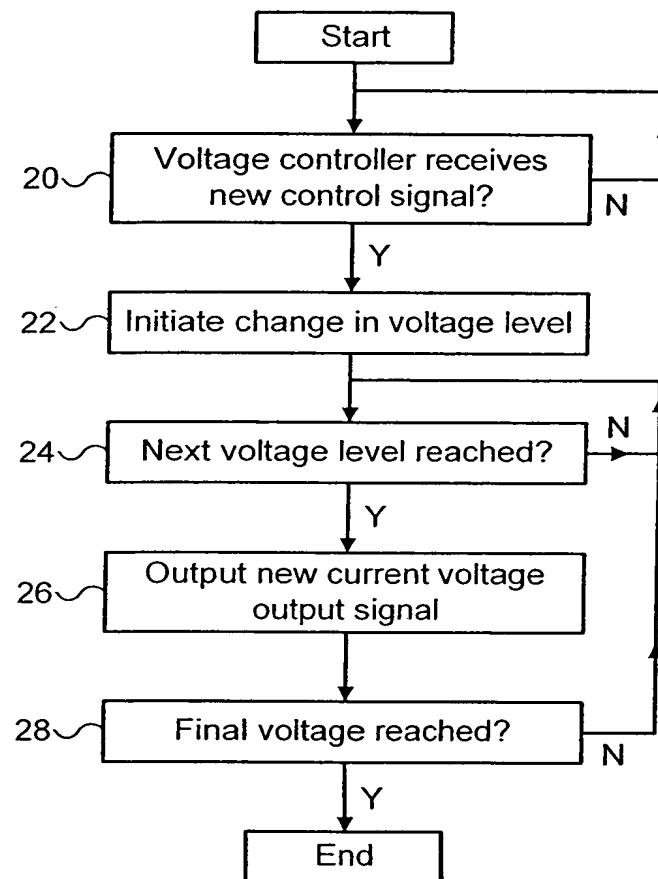 Start
20
Voltage controller receives
new control signal?
N
Y
22
Initiate change in voltage level
24
Next voltage level reached?
N
Y
26
Output new current voltage
output signal
28
Final voltage reached?
N
Y
End